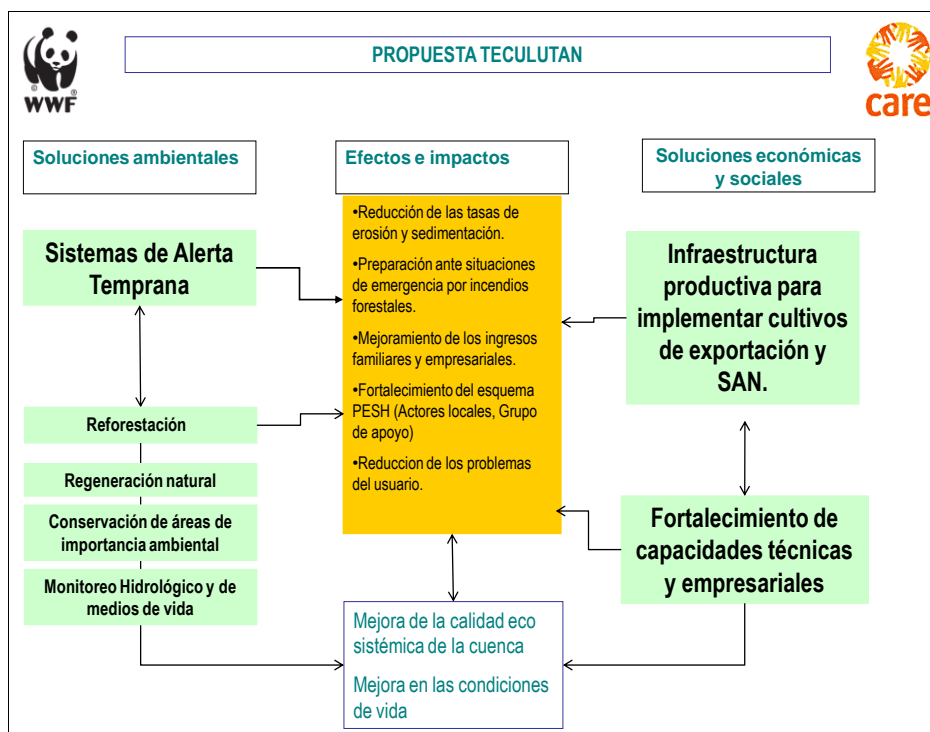 PROPUESTA TECULUTAN
WWF
care
Soluciones ambientales
Sistemas de Alerta
Temprana
Reforestación
Regeneración natural
Conservación de áreas de
importancia ambiental
Monitoreo Hidrológico y de
medios de vida
Efectos e impactos
•Reducción de las tasas de
erosión y sedimentación.
•Preparación ante situaciones
de emergencia por incendios
forestales.
•Mejoramiento de los ingresos
familiares y empresariales.
•Fortalecimiento del esquema
PESH (Actores locales, Grupo
de apoyo)
•Reduccion de los problemas
del usuario.
Mejora de la calidad eco
sistémica de la cuenca
Mejora en las condiciones
de vida
Soluciones económicas
y sociales
Infraestructura
productiva para
implementar cultivos
de exportación y
SAN.
Fortalecimiento de
capacidades técnicas
y empresariales